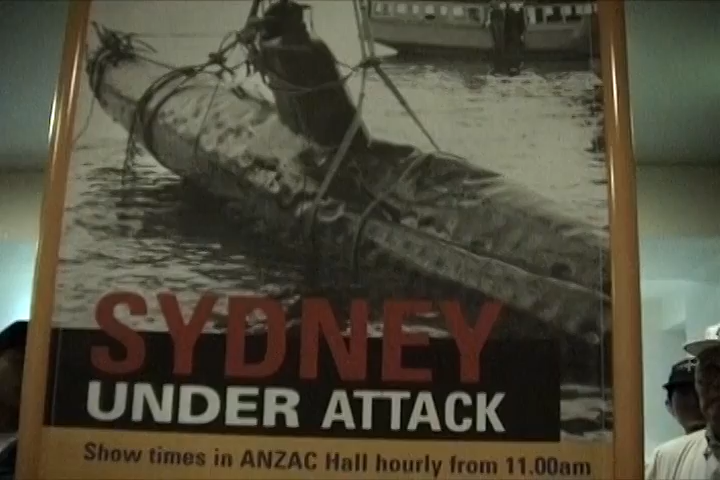 SYDNEY
UNDER ATTACK
Show times in ANZAC Hall hourly from 11.00am